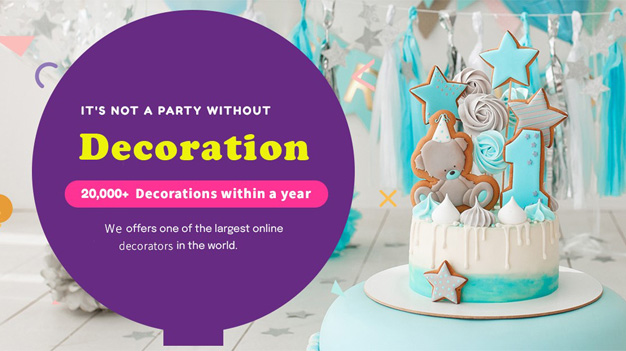 IT'S NOT A PARTY WITHOUT
Decoration
20,000+ Decorations within a year
We offers one of the largest online
decorators in the world.
1